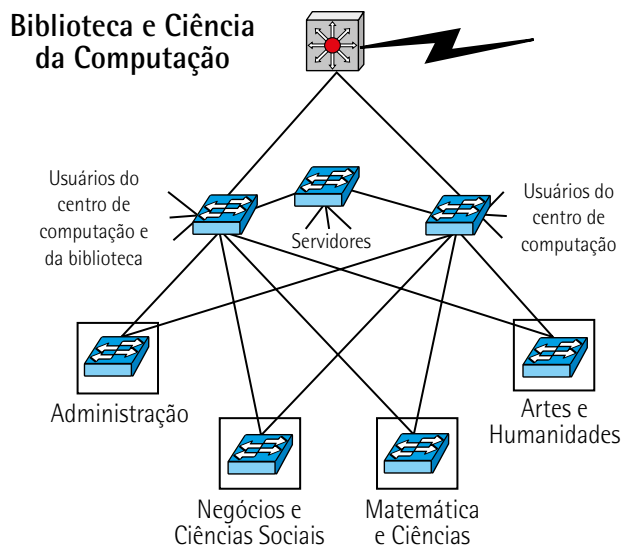 Biblioteca e Ciência
da Computação
Usuários do
centro de
computação e
da biblioteca
Servidores
Usuários do
centro de
computação
Administração
Artes e
Humanidades
Negócios e
Ciências Sociais
Matemática
e Ciências